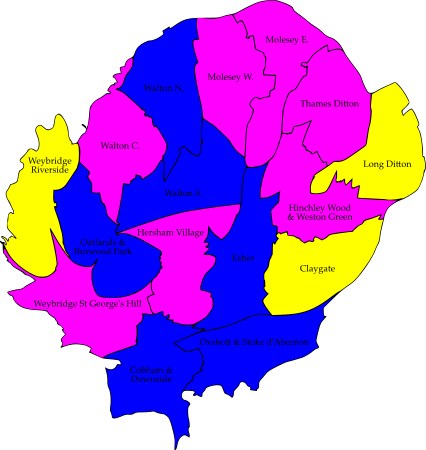 Molesey E.
Walton N.
Molesey W.
Thames Ditton
Walton C.
Weybridge
Riverside
Long Ditton
Walton S.
Hinchley Wood
& Weston Green
Hersham Village
Oatlands &
Burwood Park
Esher
Claygate
Weybridge St George's Hill
Oxshott & Stoke d'Abernon
Cobham &
Downside